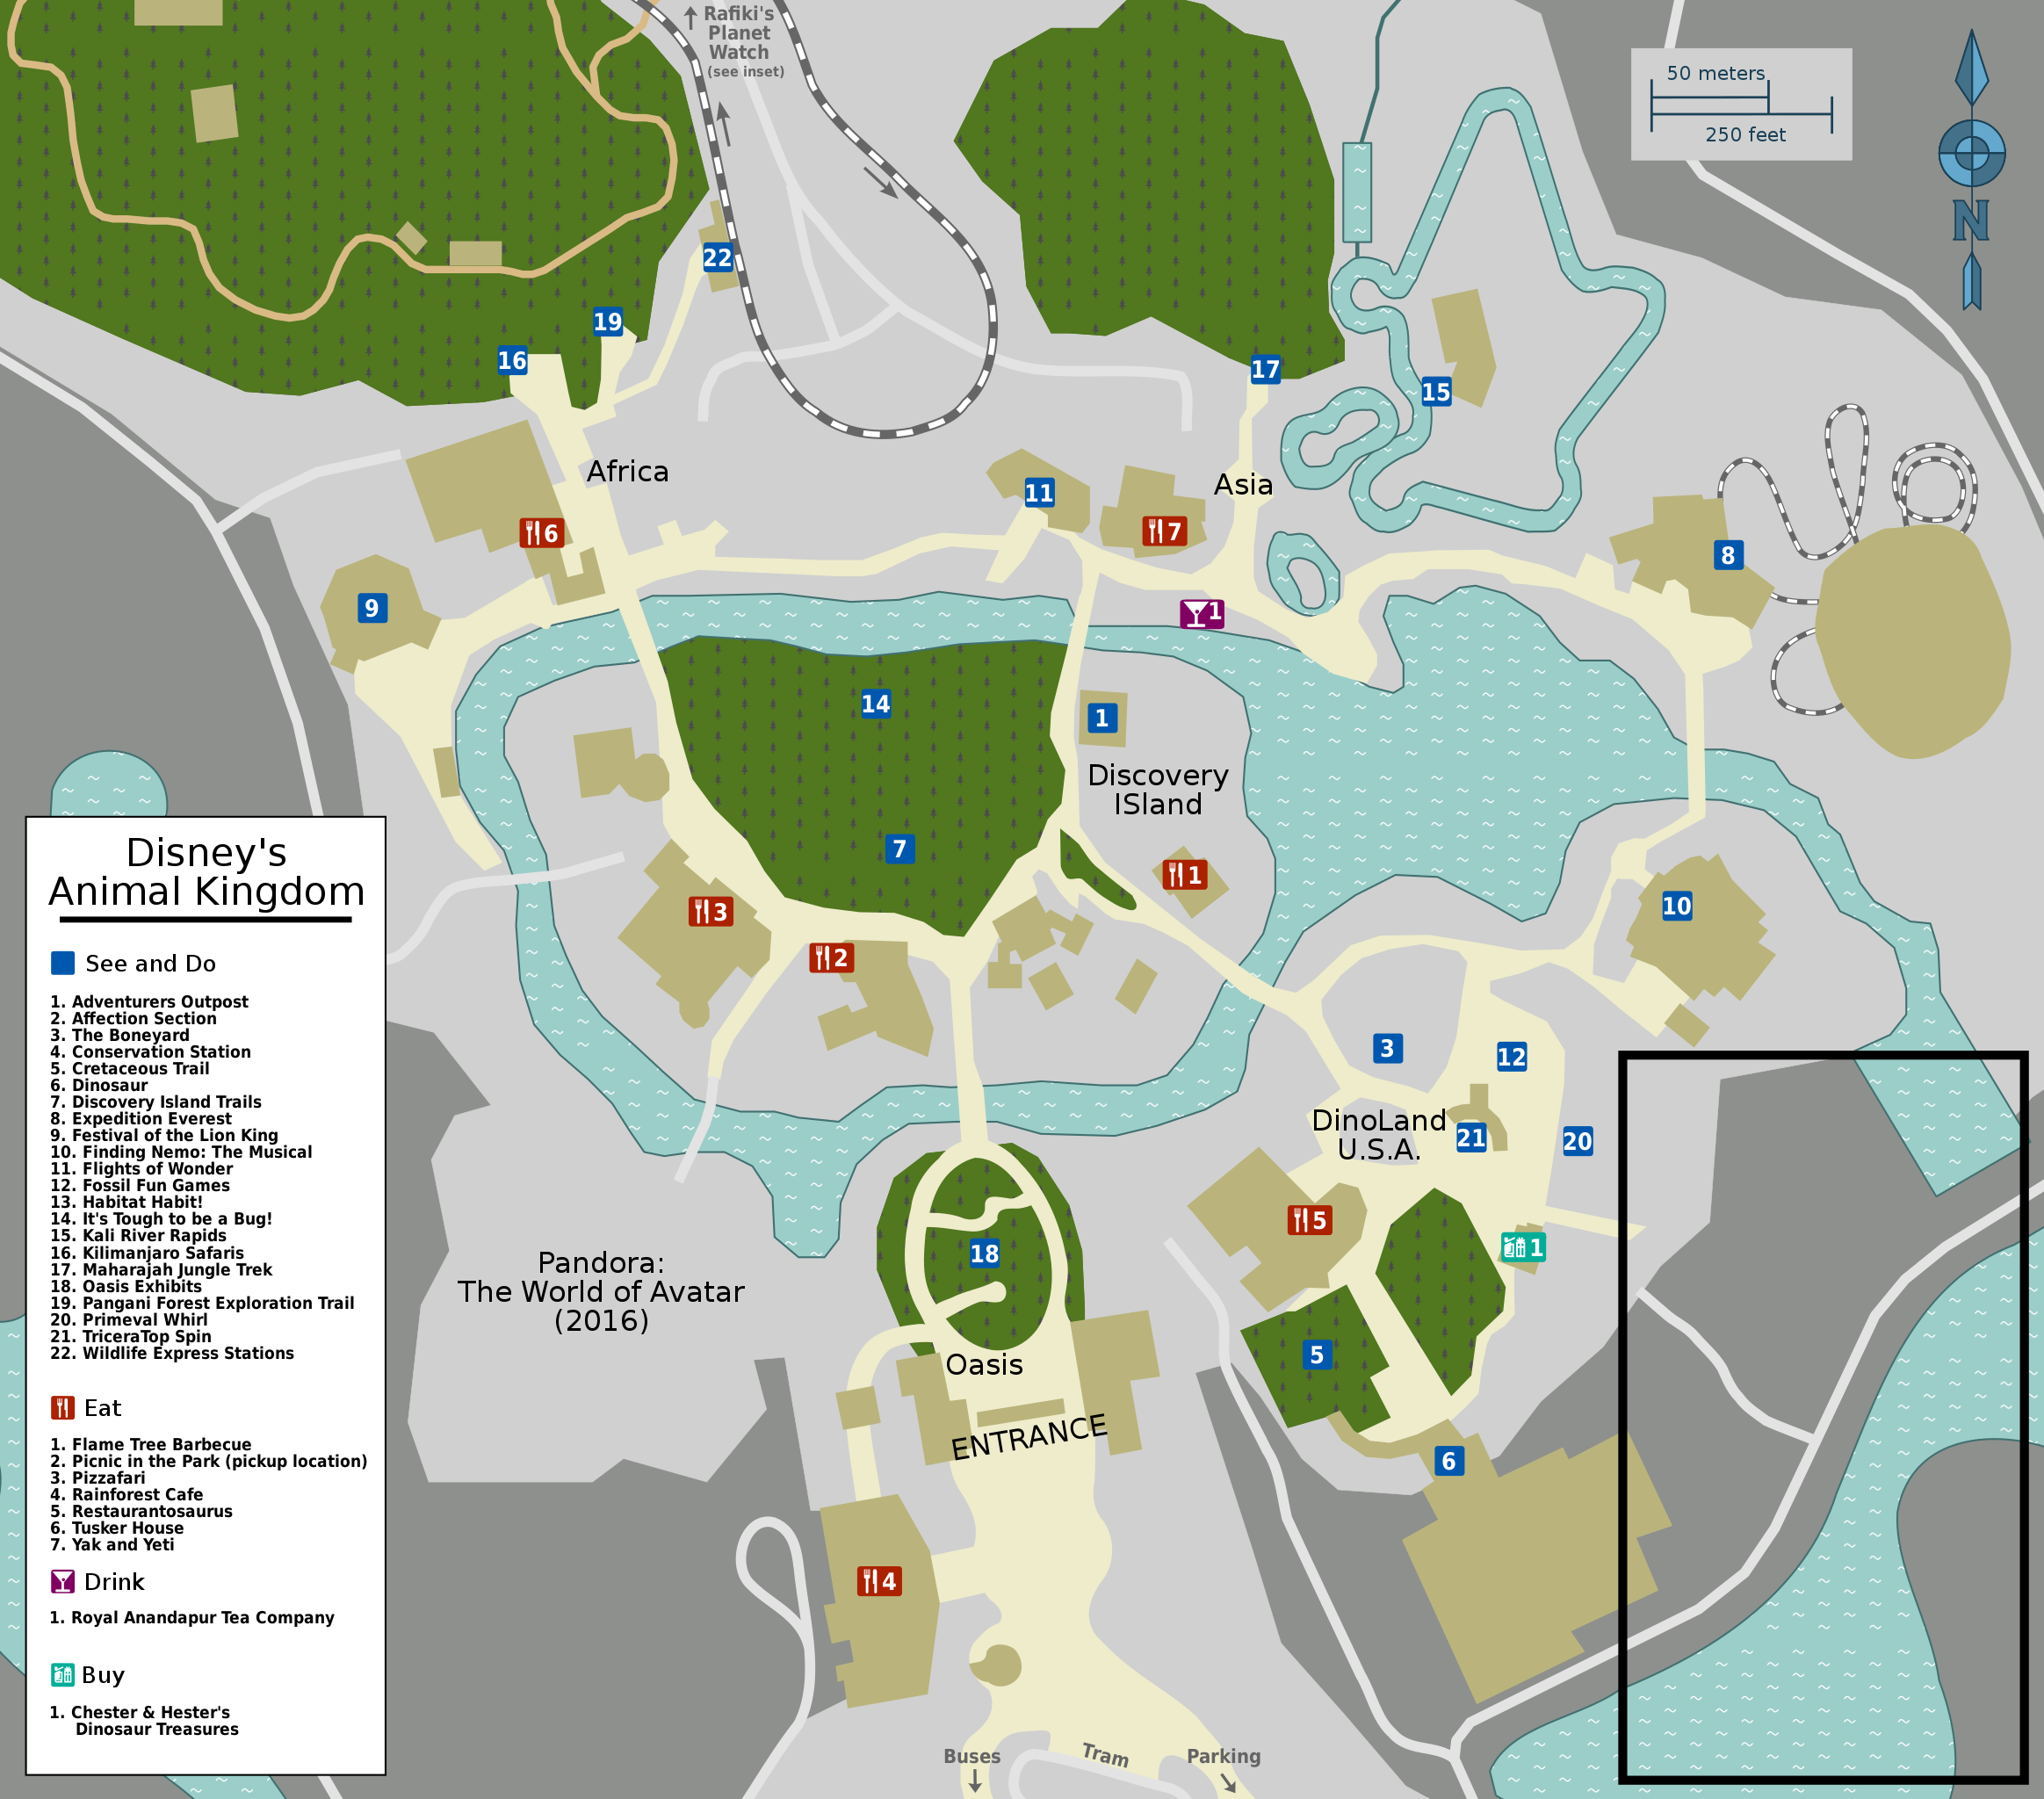 Rafiki's
Planet
Watch
(see inset)
50 meters
250 feet
N
22
19
16
17
15
Africa
11
Asia
6
7
8
9
1
14
1
Discovery
ISland
7
1
3
10
2
3
12
DinoLand
U.S.A.
21
20
5
1
18
Pandora:
The World of Avatar
(2016)
5
Oasis
ENTRANCE
6
4
Buses
Tram
Parking
Disney's
Animal Kingdom
See and Do
1. Adventurers Outpost
2. Affection Section
3. The Boneyard
4. Conservation Station
5. Cretaceous Trail
6. Dinosaur
7. Discovery Island Trails
8. Expedition Everest
9. Festival of the Lion King
10. Finding Nemo: The Musical
11. Flights of Wonder
12. Fossil Fun Games
13. Habitat Habit!
14. It's Tough to be a Bug!
15. Kali River Rapids
16. Kilimanjaro Safaris
17. Maharajah Jungle Trek
18. Oasis Exhibits
19. Pangani Forest Exploration Trail
20. Primeval Whirl
21. TriceraTop Spin
22. Wildlife Express Stations
Eat
1. Flame Tree Barbecue
2. Picnic in the Park (pickup location)
3. Pizzafari
4. Rainforest Cafe
5. Restaurantosaurus
6. Tusker House
7. Yak and Yeti
Drink
1. Royal Anandapur Tea Company
Buy
1. Chester & Hester's
Dinosaur Treasures